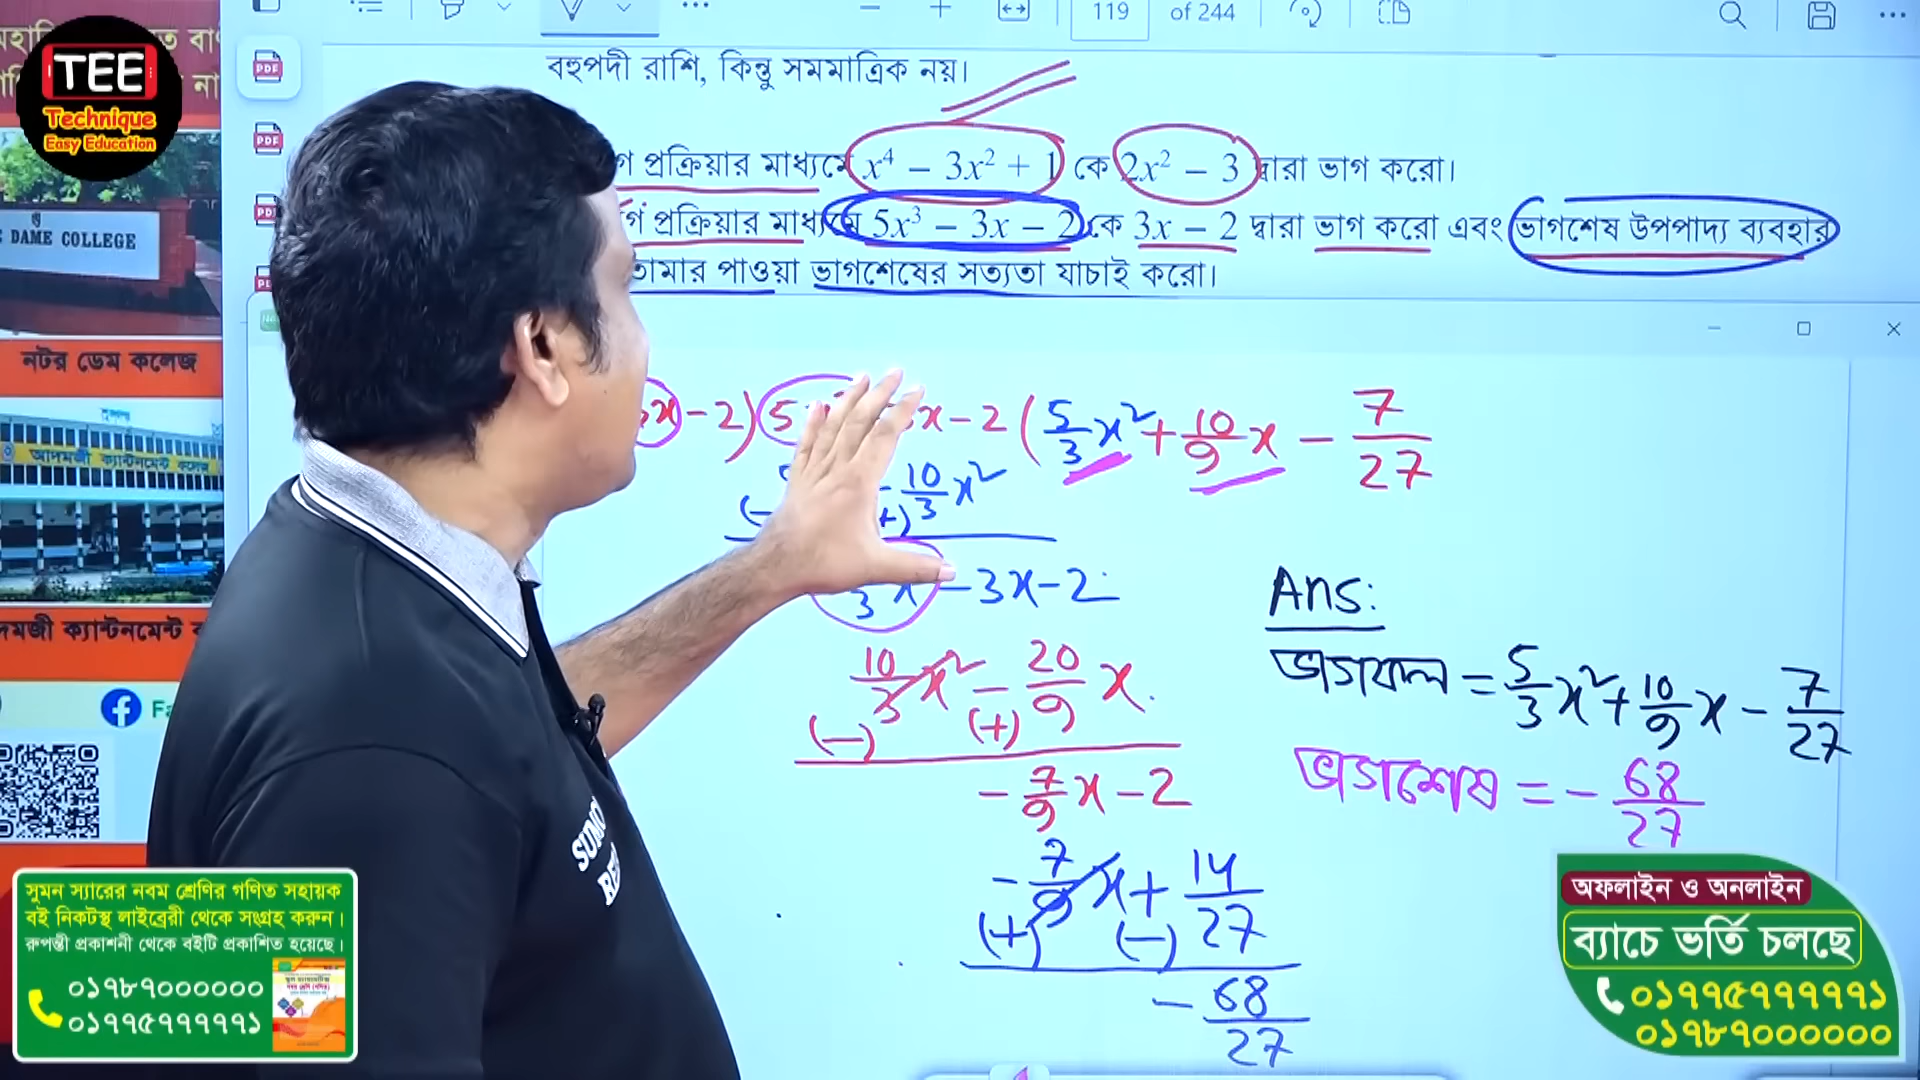 119 of 244
TEE
Technique
Easy Education
বহুপদী রাশি, কিন্তু সমমাত্রিক নয়।
প্রক্রিয়ার মাধ্যমে x⁴ − 3x² + 1 কে 2x² − 3 দ্বারা ভাগ করো।
প্রক্রিয়ার মাধ্যমে 5x³ − 3x − 2 কে 3x − 2 দ্বারা ভাগ করো এবং ভাগশেষ উপপাদ্য ব্যবহার
তোমার পাওয়া ভাগশেষের সত্যতা যাচাই করো।
PDF
PDF
PDF
DAME COLLEGE
নটর ডেম কলেজ
আদমজী ক্যান্টনমেন্ট
x − 2) 5 x − 2 ( 5/3 x² + 10/9 x − 7/27
10/3 x²
(−) (+)
3 x − 3x − 2
10/3 x² − 20/9 x
(−) (+)
− 7/9 x − 2
− 7/9 x + 14/27
(+) (−)
− 68/27
Ans:
ভাগফল = 5/3 x² + 10/9 x − 7/27
ভাগশেষ = − 68/27
সুমন স্যারের নবম শ্রেণির গণিত সহায়ক
বই নিকটস্থ লাইব্রেরী থেকে সংগ্রহ করুন।
রুপন্তী প্রকাশনী থেকে বইটি প্রকাশিত হয়েছে।
০১৭৮৭০০০০০০
০১৭৭৫৭৭৭৭৭১
অফলাইন ও অনলাইন
ব্যাচে ভর্তি চলছে
০১৭৭৫৭৭৭৭৭১
০১৭৮৭০০০০০০